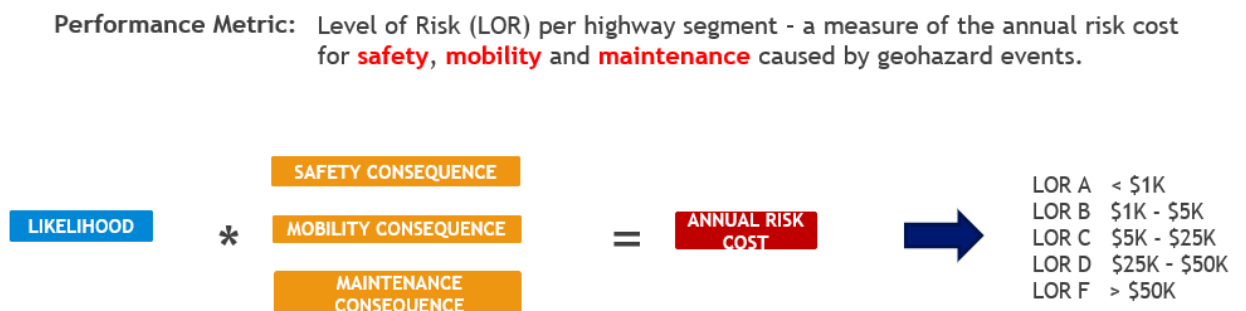 Performance Metric: Level of Risk (LOR) per highway segment - a measure of the annual risk cost
for safety, mobility and maintenance caused by geohazard events.
LIKELIHOOD
*
SAFETY CONSEQUENCE
MOBILITY CONSEQUENCE
MAINTENANCE
CONSEQUENCE
=
ANNUAL RISK
COST
LOR A < $1K
LOR B $1K - $5K
LOR C $5K - $25K
LOR D $25K – $50K
LOR F > $50K